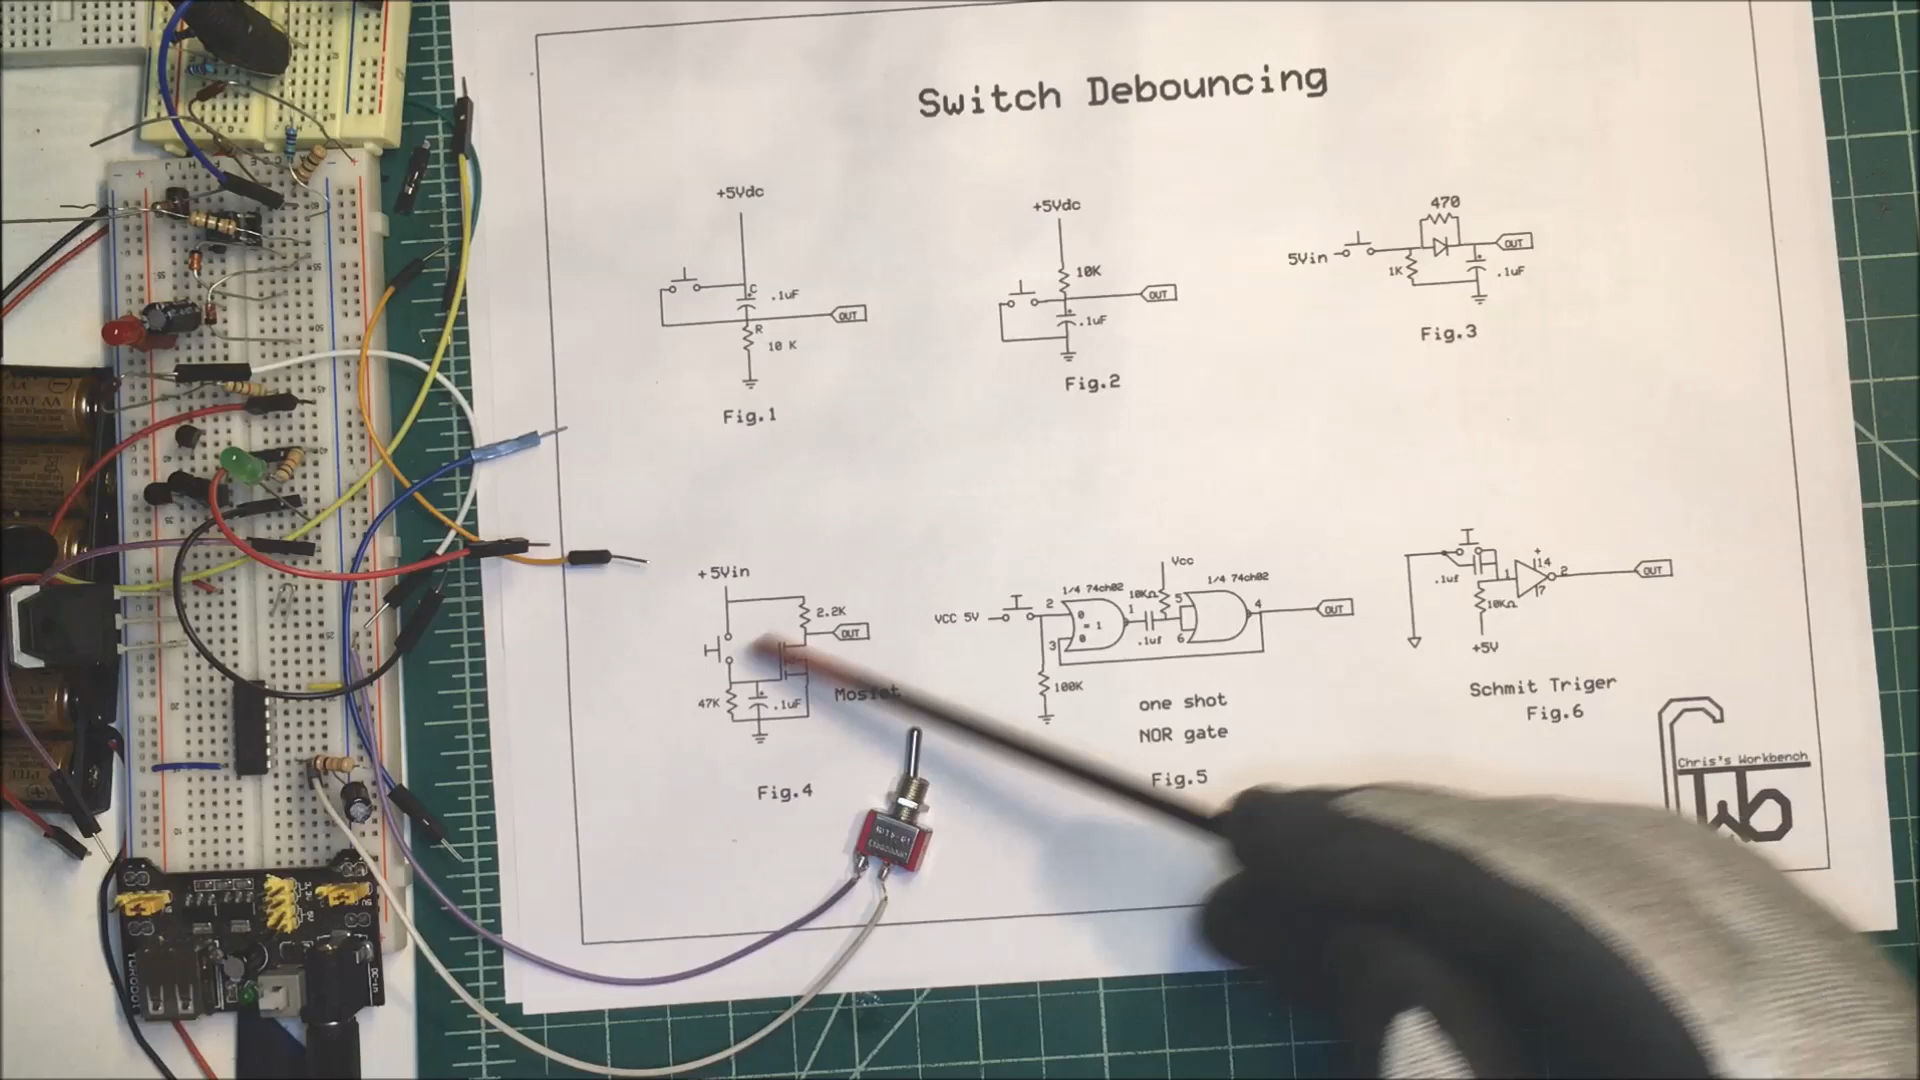 Switch Debouncing
+5Vdc
C
.1uF
OUT
R
10 K
Fig.1
+5Vdc
10K
OUT
.1uF
Fig.2
470
5Vin
OUT
1K
.1uF
Fig.3
+5Vin
2.2K
OUT
47K
.1uF
Mosfet
Fig.4
Vcc
1/4 74ch02
1/4 74ch02
10KΩ
VCC 5V
2
0
= 1
0
1
5
4
OUT
3
.1uf
6
100K
one shot
NOR gate
Fig.5
+
14
.1uf
1
2
OUT
7
10KΩ
+5V
Schmit Triger
Fig.6
Chris's Workbench